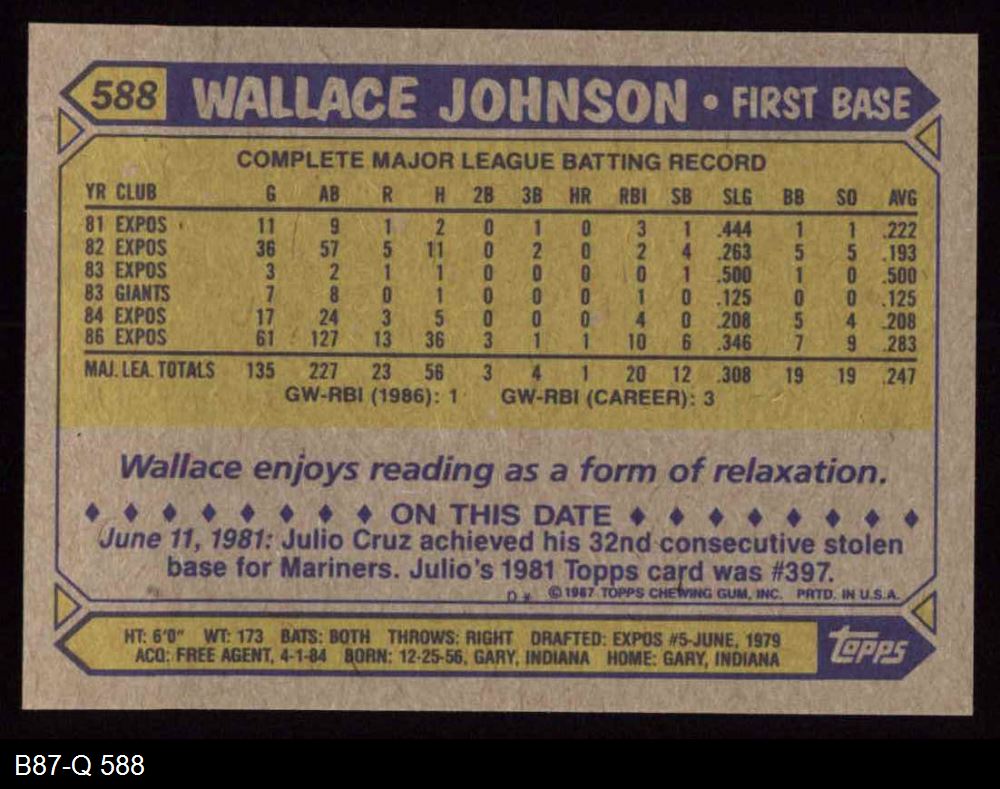 588 WALLACE JOHNSON • FIRST BASE
COMPLETE MAJOR LEAGUE BATTING RECORD
YR CLUB G AB R H 2B 3B HR RBI SB SLG BB SO AVG
81 EXPOS 11 9 1 2 0 1 0 3 1 .444 1 1 .222
82 EXPOS 36 57 5 11 0 2 0 2 4 .263 5 5 .193
83 EXPOS 3 2 1 1 0 0 0 0 1 .500 1 0 .500
83 GIANTS 7 8 0 1 0 0 0 1 0 .125 0 0 .125
84 EXPOS 17 24 3 5 0 0 0 4 0 .208 5 4 .208
86 EXPOS 61 127 13 36 3 1 1 10 6 .346 7 9 .283
MAJ. LEA. TOTALS 135 227 23 56 3 4 1 20 12 .308 19 19 .247
GW-RBI (1986): 1 GW-RBI (CAREER): 3
Wallace enjoys reading as a form of relaxation.
♦ ♦ ♦ ♦ ♦ ♦ ♦ ♦ ON THIS DATE ♦ ♦ ♦ ♦ ♦ ♦ ♦ ♦
June 11, 1981: Julio Cruz achieved his 32nd consecutive stolen
base for Mariners. Julio's 1981 Topps card was #397.
D* © 1987 TOPPS CHEWING GUM, INC. PRTD. IN U.S.A.
HT: 6'0" WT: 173 BATS: BOTH THROWS: RIGHT DRAFTED: EXPOS #5-JUNE, 1979
ACQ: FREE AGENT, 4-1-84 BORN: 12-25-56, GARY, INDIANA HOME: GARY, INDIANA
topps
B87-Q 588